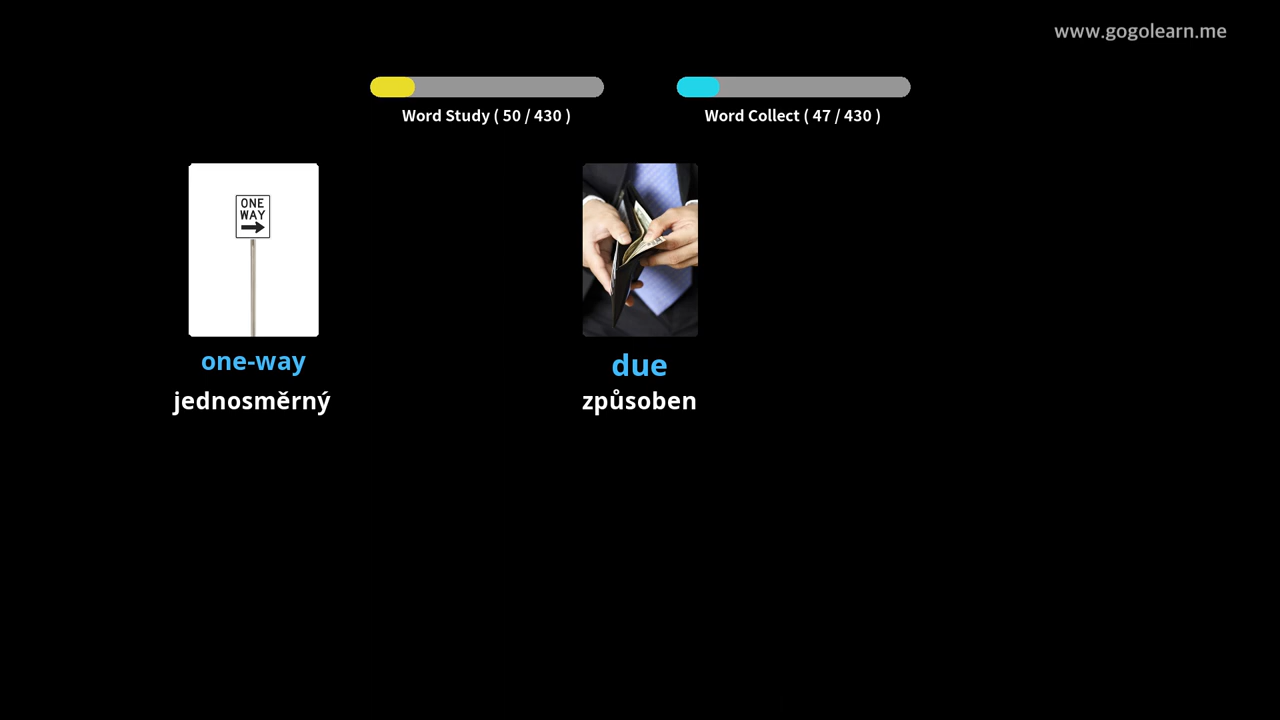 www.gogolearn.me
Word Study ( 50 / 430 )
Word Collect ( 47 / 430 )
ONE
WAY
one-way
jednosměrný
due
způsoben